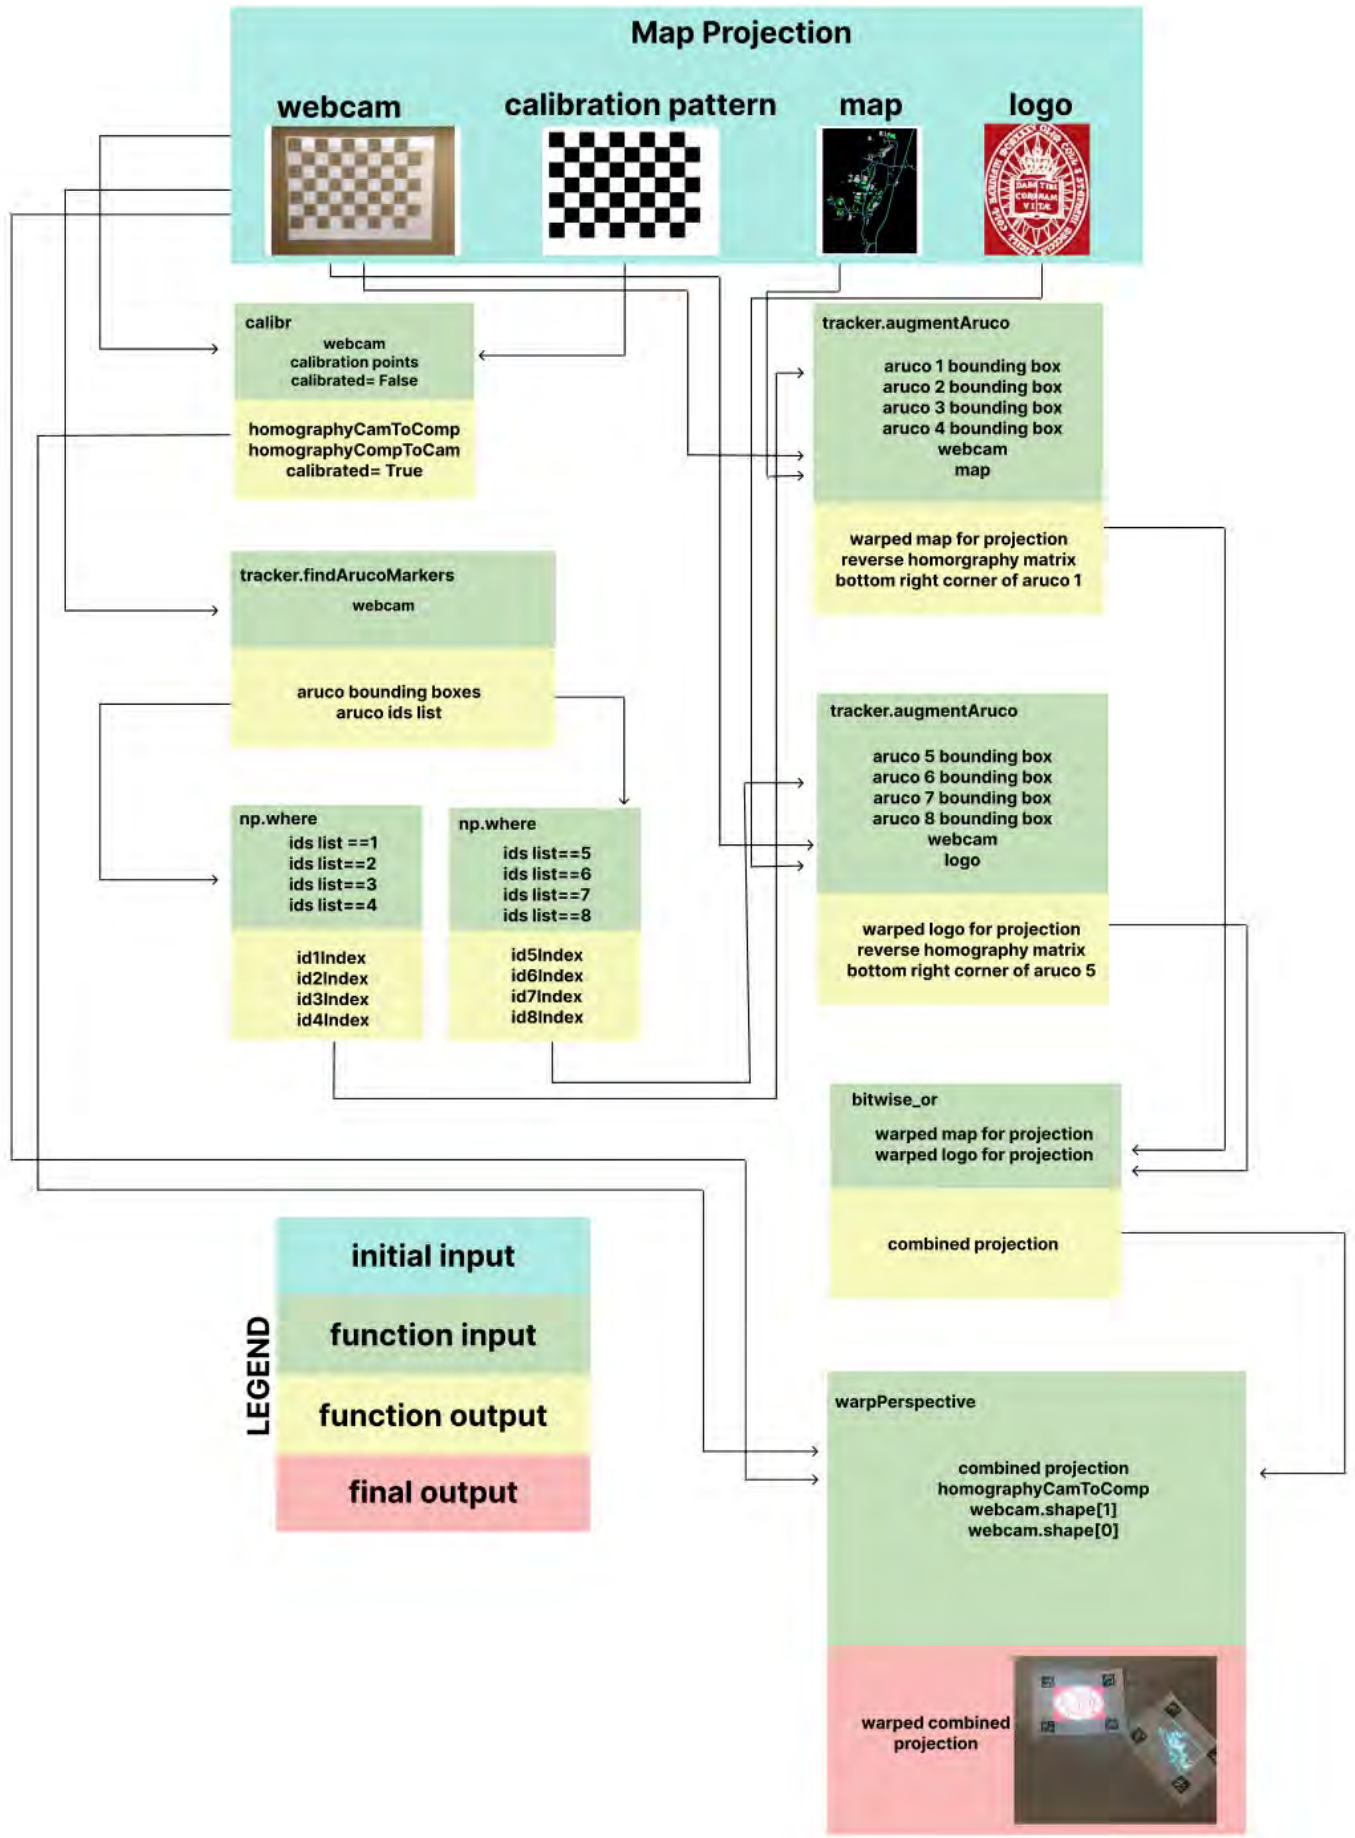 Map Projection
webcam
calibration pattern
map
logo
calibr
webcam
calibration points
calibrated= False
homographyCamToComp
homographyCompToCam
calibrated= True
tracker.findArucoMarkers
webcam
aruco bounding boxes
aruco ids list
np.where
ids list ==1
ids list==2
ids list==3
ids list==4
id1Index
id2Index
id3Index
id4Index
np.where
ids list==5
ids list==6
ids list==7
ids list==8
id5Index
id6Index
id7Index
id8Index
tracker.augmentAruco
aruco 1 bounding box
aruco 2 bounding box
aruco 3 bounding box
aruco 4 bounding box
webcam
map
warped map for projection
reverse homorgraphy matrix
bottom right corner of aruco 1
tracker.augmentAruco
aruco 5 bounding box
aruco 6 bounding box
aruco 7 bounding box
aruco 8 bounding box
webcam
logo
warped logo for projection
reverse homography matrix
bottom right corner of aruco 5
bitwise_or
warped map for projection
warped logo for projection
combined projection
LEGEND
initial input
function input
function output
final output
warpPerspective
combined projection
homographyCamToComp
webcam.shape[1]
webcam.shape[0]
warped combined
projection